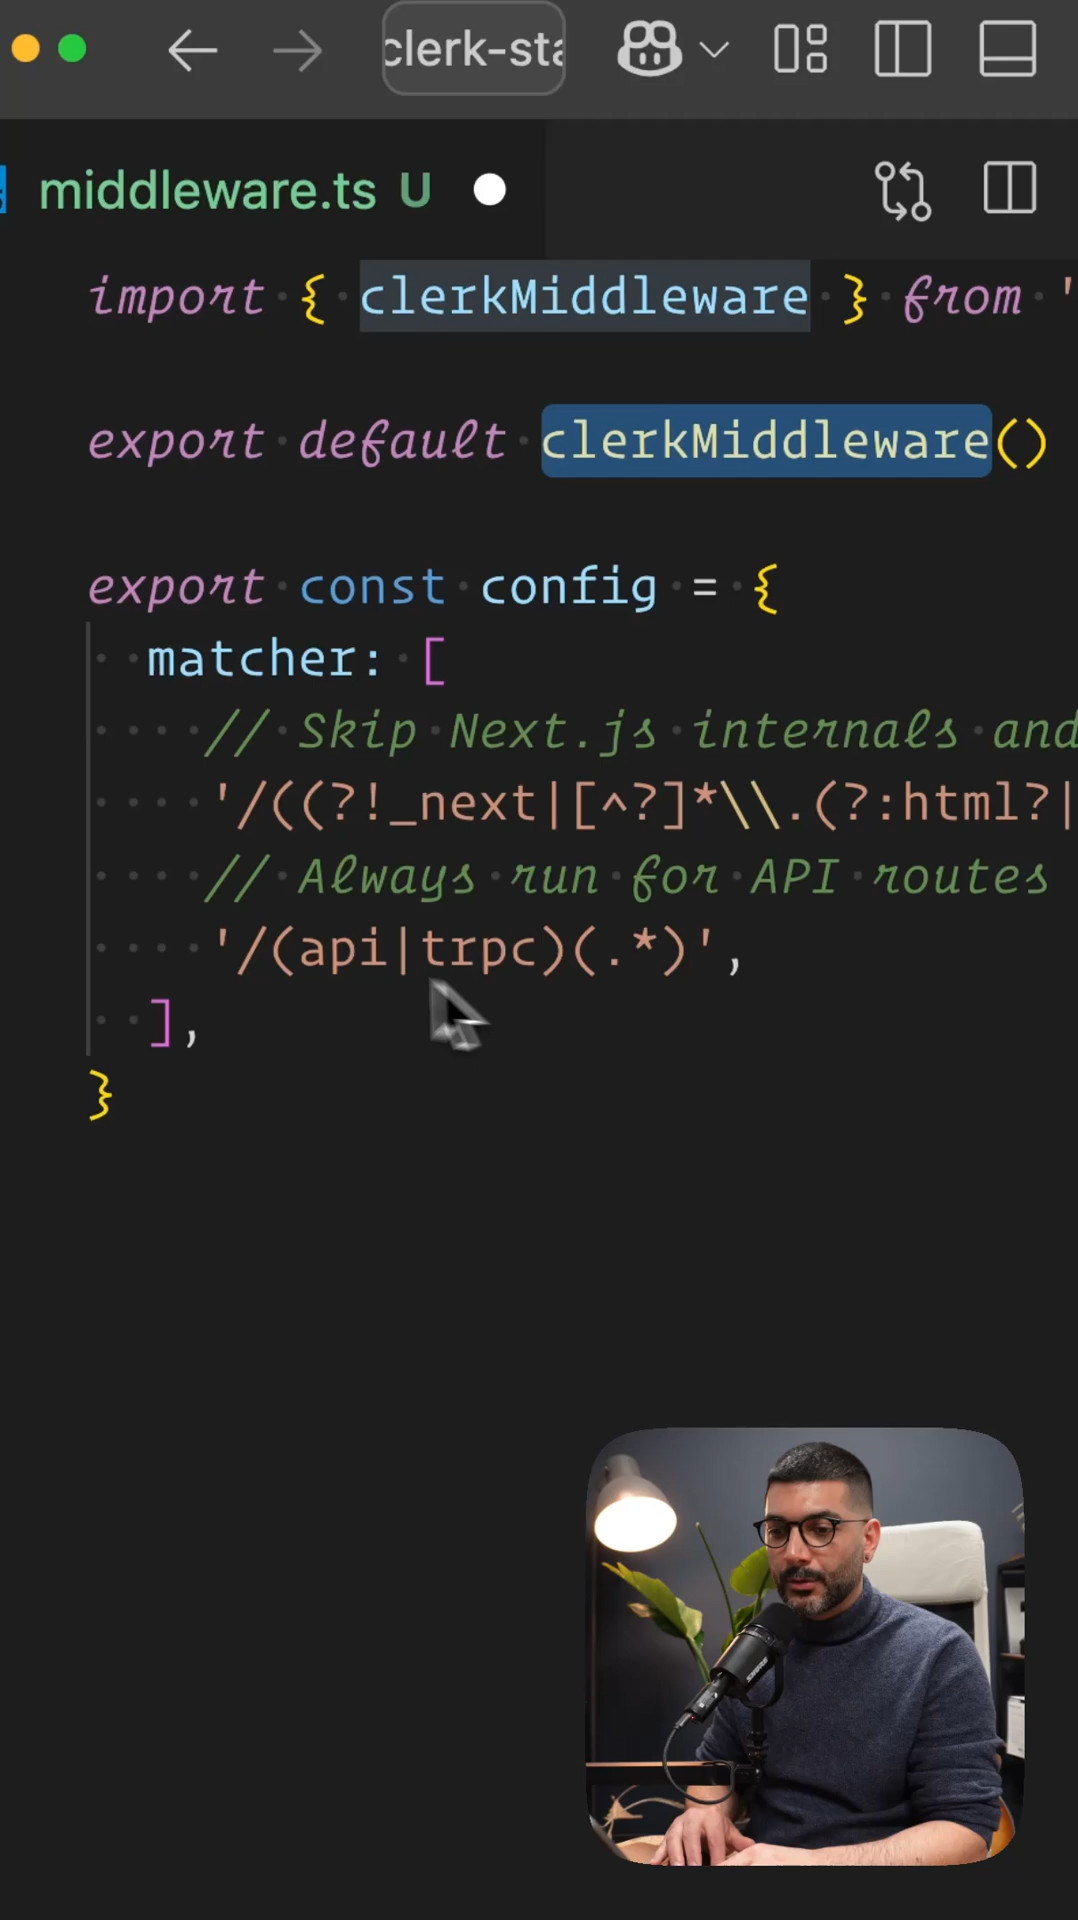 clerk-sta
middleware.ts U
import { clerkMiddleware } from '
export default clerkMiddleware()
export const config = {
matcher: [
// Skip Next.js internals and
'/((?!_next|[^?]*\\.(?:html?|
// Always run for API routes
'/(api|trpc)(.*)',
],
}
SHURE